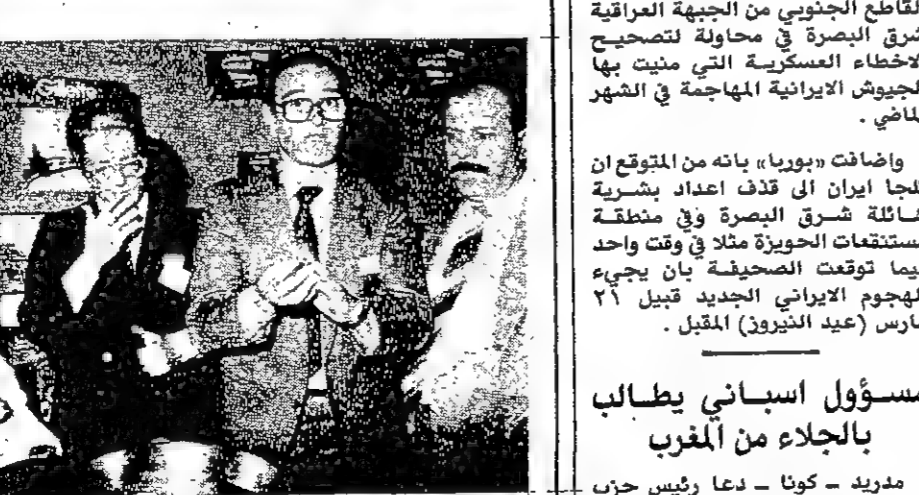 القاطع الجنوبي من الجبهة العراقية
شرق البصرة في محاولة لتصحيح
الاخطاء العسكرية التي منيت بها
الجيوش الايرانية المهاجمة في الشهر
الماضي .
واضافت «بوريا» بانه من المتوقع ان
تلجا ايران الى قذف اعداد بشرية
هائلة شرق البصرة وفي منطقة
مستنقعات الحويزة مثلا في وقت واحد
فيما توقعت الصحيفة بان يجيء
الهجوم الايراني الجديد قبيل ٢١
مارس (عيد النيروز) المقبل .
مسؤول اسباني يطالب
بالجلاء من المغرب
مدريد ـ كونا ـ دعا رئيس حزب